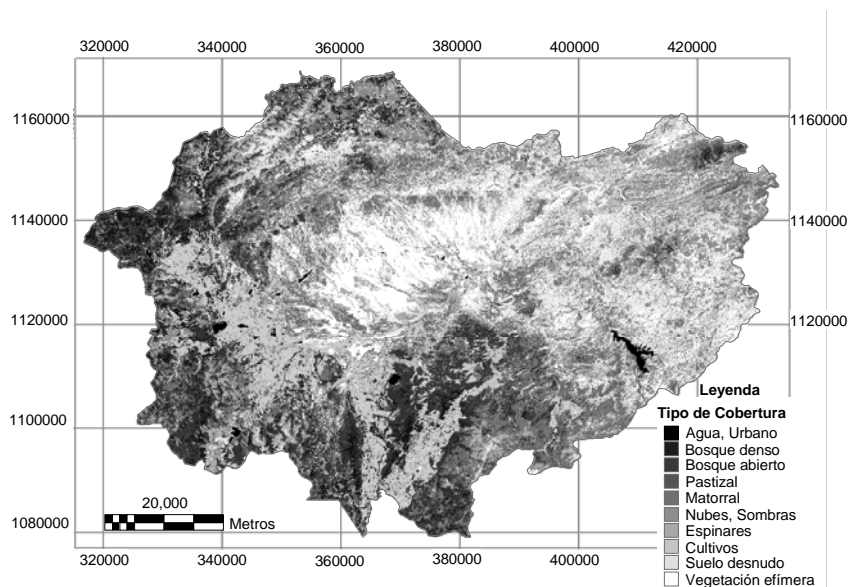 320000 340000 360000 380000 400000 420000
1160000 1160000
1140000 1140000
1120000 1120000
1100000
1080000
Leyenda
Tipo de Cobertura
Agua, Urbano
Bosque denso
Bosque abierto
Pastizal
Matorral
Nubes, Sombras
Espinares
Cultivos
Suelo desnudo
Vegetación efímera
20,000
Metros
320000 340000 360000 380000 400000